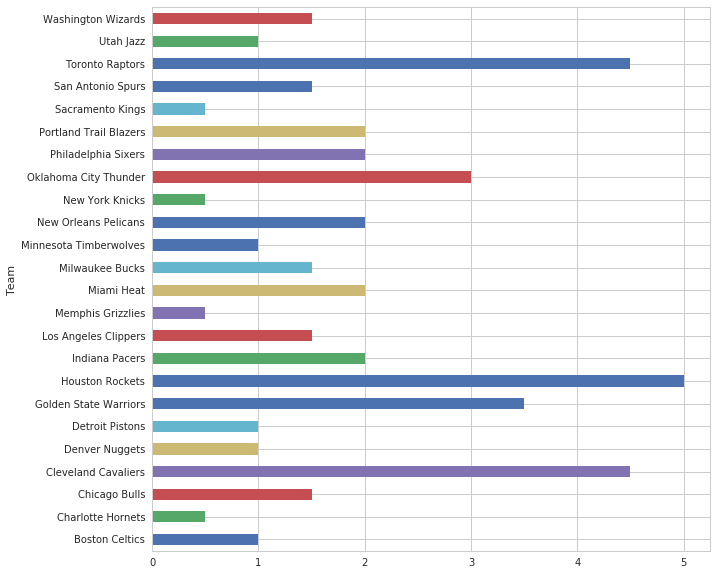 Washington Wizards
Utah Jazz
Toronto Raptors
San Antonio Spurs
Sacramento Kings
Portland Trail Blazers
Philadelphia Sixers
Oklahoma City Thunder
New York Knicks
New Orleans Pelicans
Minnesota Timberwolves
Milwaukee Bucks
Miami Heat
Memphis Grizzlies
Los Angeles Clippers
Indiana Pacers
Houston Rockets
Golden State Warriors
Detroit Pistons
Denver Nuggets
Cleveland Cavaliers
Chicago Bulls
Charlotte Hornets
Boston Celtics
Team
0 1 2 3 4 5